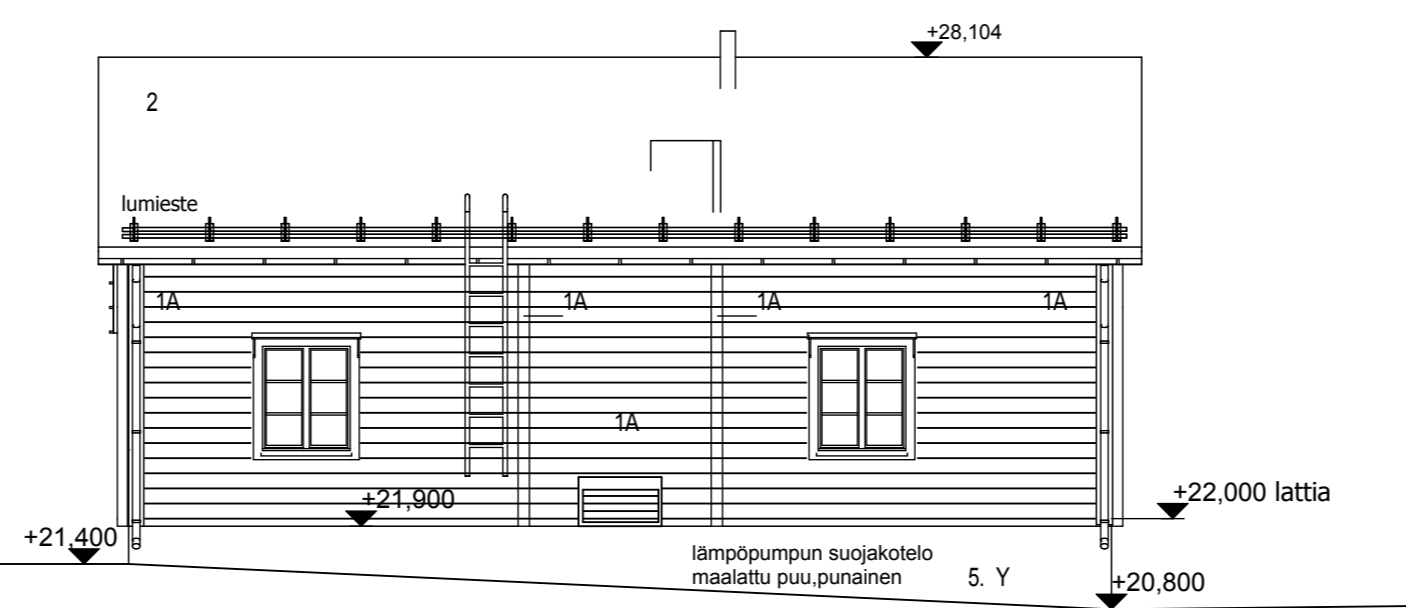 +28,104
2
lumieste
1A
1A
1A
1A
1A
+21,900
+22,000 lattia
+21,400
lämpöpumpun suojakotelo
maalattu puu,punainen
5. Y
+20,800